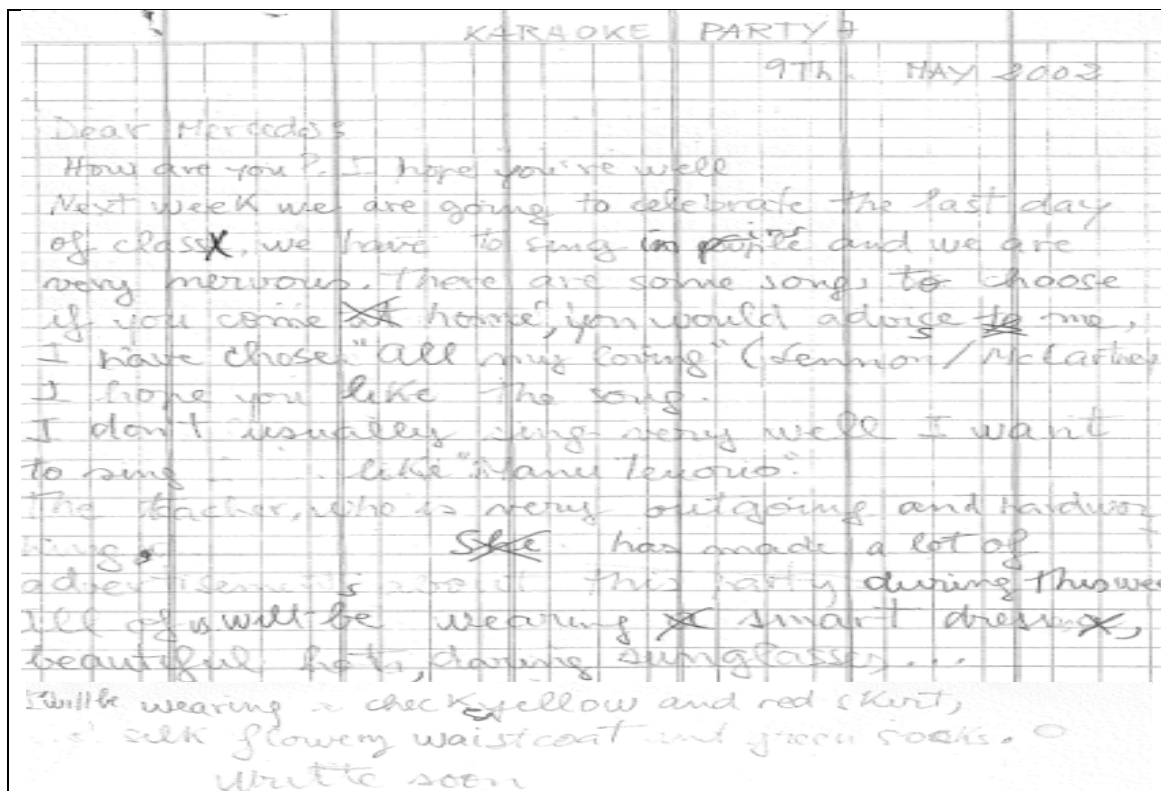 KARAOKE PARTY
9Th. MAY 2002
Dear Mercedes
How are you?. I hope you're well
Next week we are going to celebrate the last day
of class, we have to sing in and we are
very nervous. There are some songs to choose
if you come home, you would advise me,
I have chose "All my loving" (Lennon/McCartney
I hope you like the song.
I don't usually sing very well I want
to sing like "Manu Tenorio".
The teacher, who is very outgoing and hardwor
king, She has made a lot of
advertisements about this party during this wee
All of us will be wearing smart dress,
beautiful hats, daring sunglasses...
I will be wearing a check yellow and red skirt,
silk flowery waistcoat and green socks.
Writte soon